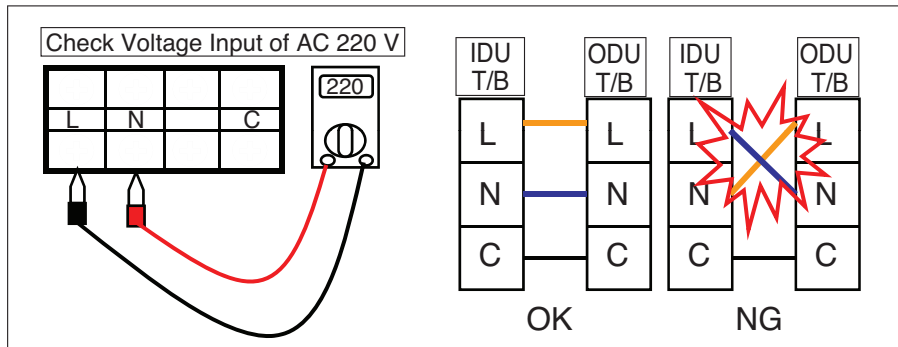 Check Voltage Input of AC 220 V
220
L N C
IDU
T/B
ODU
T/B
L L
N N
C C
OK
IDU
T/B
ODU
T/B
L L
N N
C C
NG